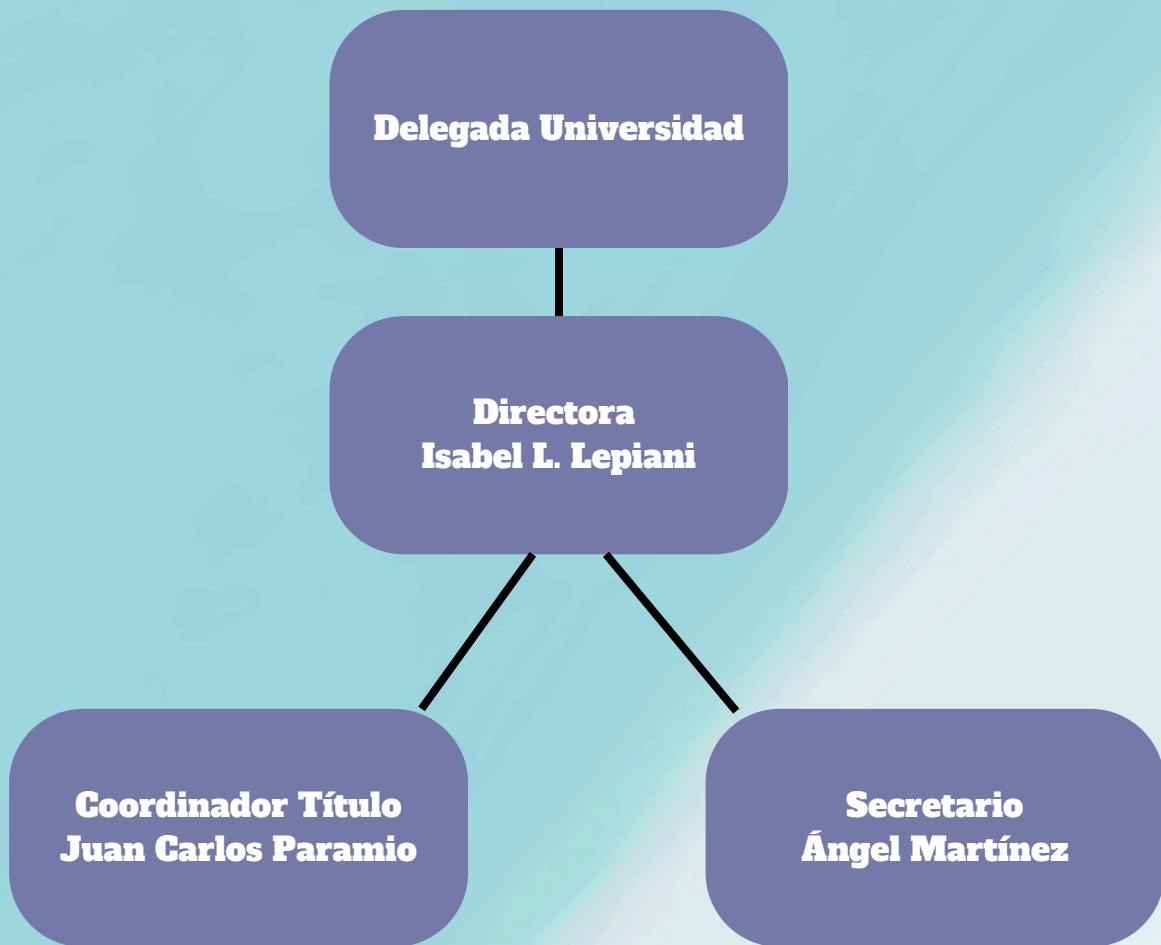 Delegada Universidad
Directora
Isabel L. Lepiani
Coordinador Título
Juan Carlos Paramio
Secretario
Ángel Martínez